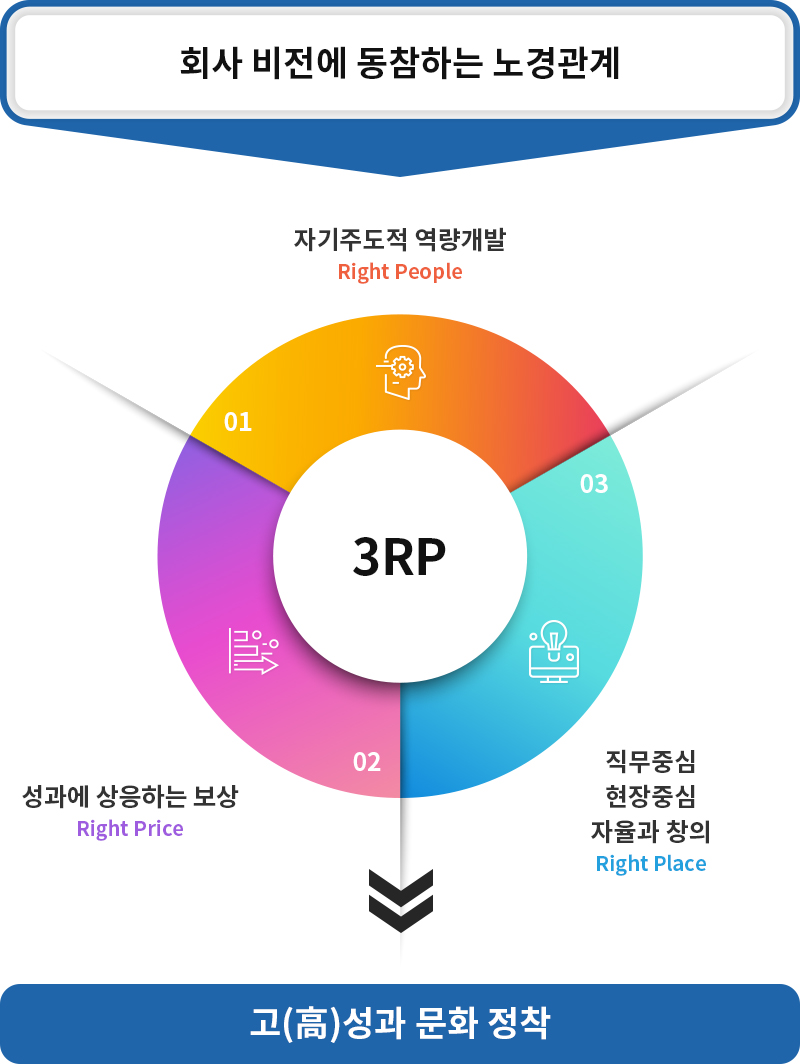 회사 비전에 동참하는 노경관계
자기주도적 역량개발
Right People
01
03
3RP
02
성과에 상응하는 보상
Right Price
직무중심
현장중심
자율과 창의
Right Place
고(高)성과 문화 정착